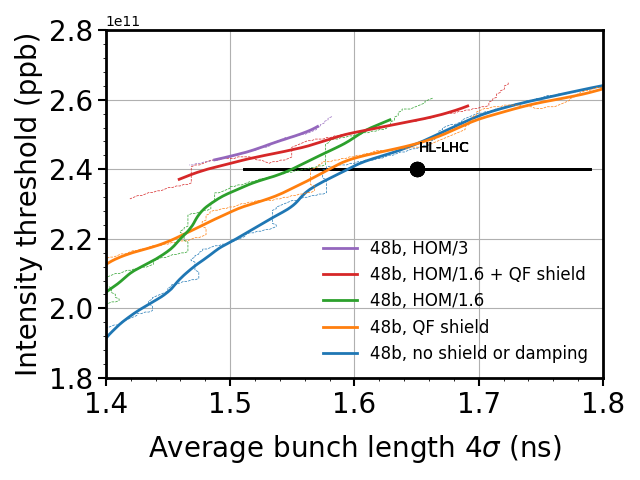 1e11
2.8
2.6
2.4
2.2
2.0
1.8
Intensity threshold (ppb)
HL-LHC
48b, HOM/3
48b, HOM/1.6 + QF shield
48b, HOM/1.6
48b, QF shield
48b, no shield or damping
1.4 1.5 1.6 1.7 1.8
Average bunch length 4σ (ns)